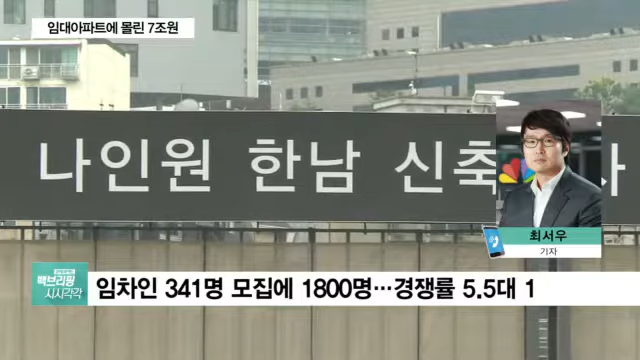 임대아파트에 몰린 7조원
나인원 한남 신축
사
최서우
기자
백브리핑
시시각각
임차인 341명 모집에 1800명…경쟁률 5.5대 1